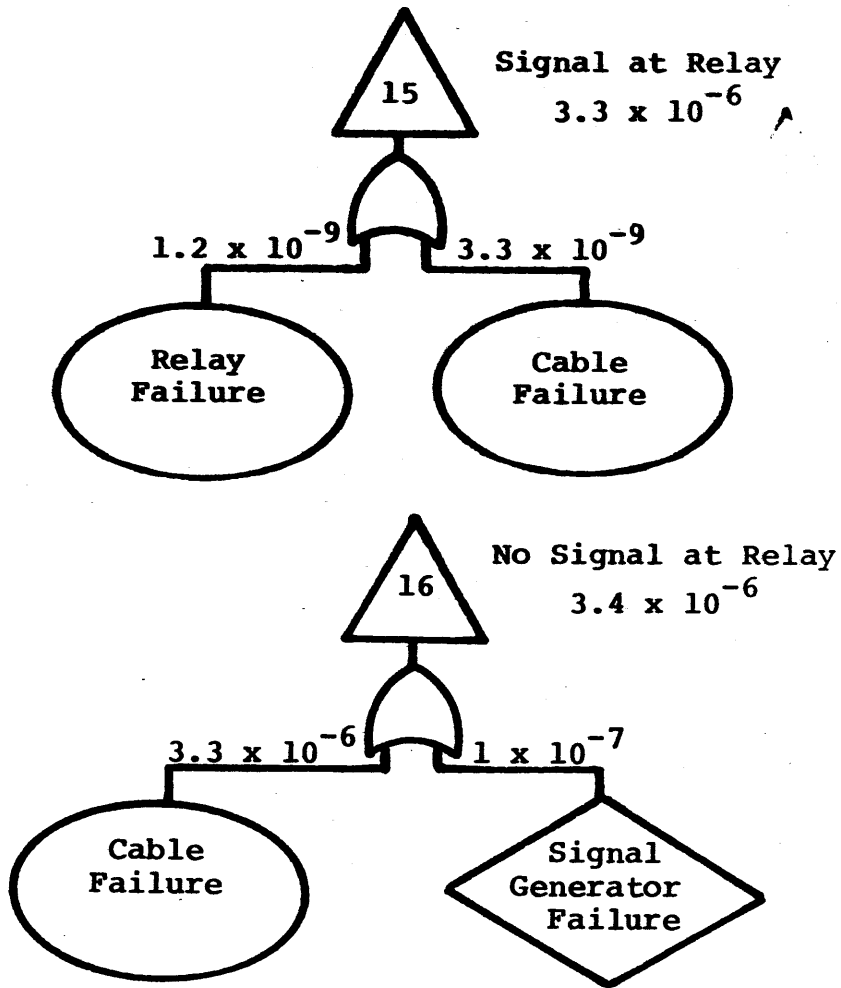 15
Signal at Relay
3.3 x 10^-6
1.2 x 10^-9
3.3 x 10^-9
Relay
Failure
Cable
Failure
16
No Signal at Relay
3.4 x 10^-6
3.3 x 10^-6
1 x 10^-7
Cable
Failure
Signal
Generator
Failure